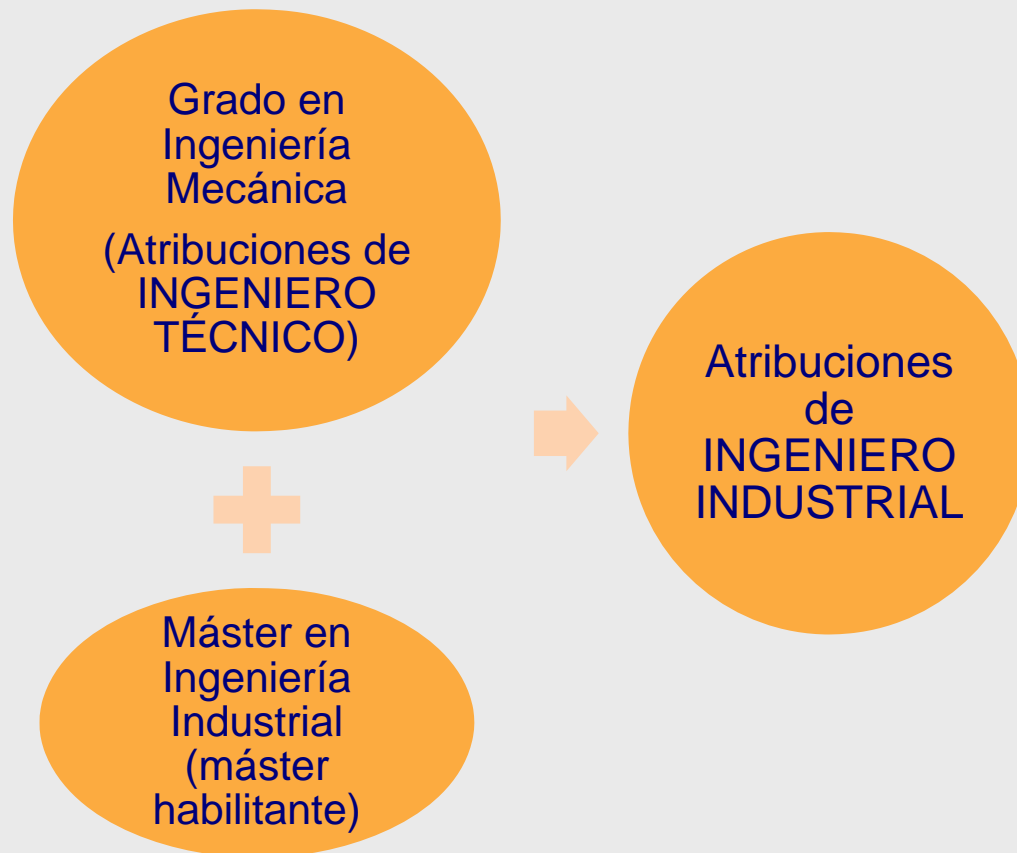 Grado en
Ingeniería
Mecánica
(Atribuciones de
INGENIERO
TÉCNICO)
Máster en
Ingeniería
Industrial
(máster
habilitante)
Atribuciones
de
INGENIERO
INDUSTRIAL